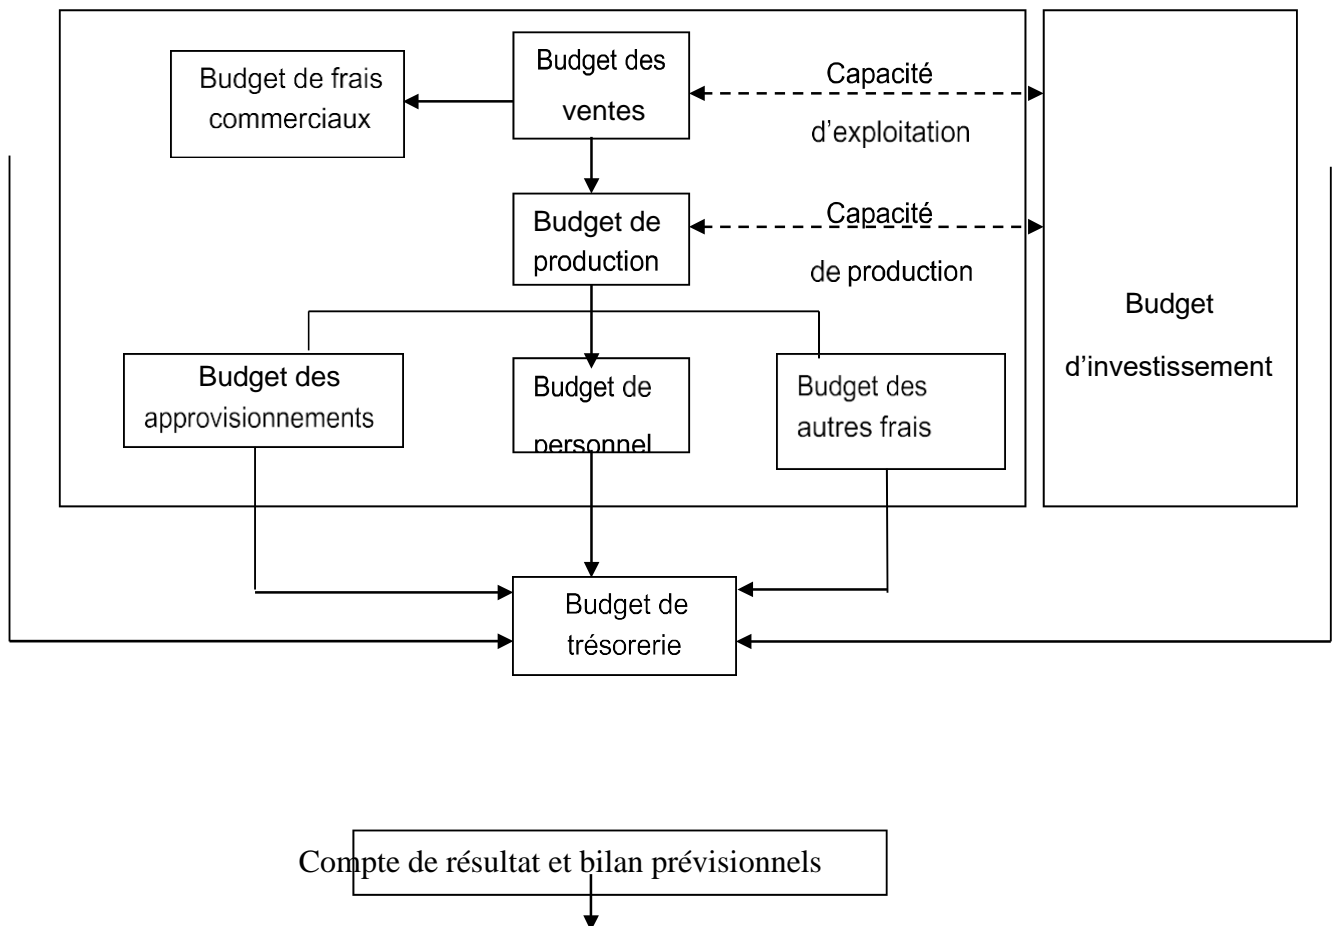 Budget de frais
commerciaux
Budget des
ventes
Capacité
d’exploitation
Budget de
production
Capacité
de production
Budget
d’investissement
Budget des
approvisionnements
Budget de
personnel
Budget des
autres frais
Budget de
trésorerie
Compte de résultat et bilan prévisionnels